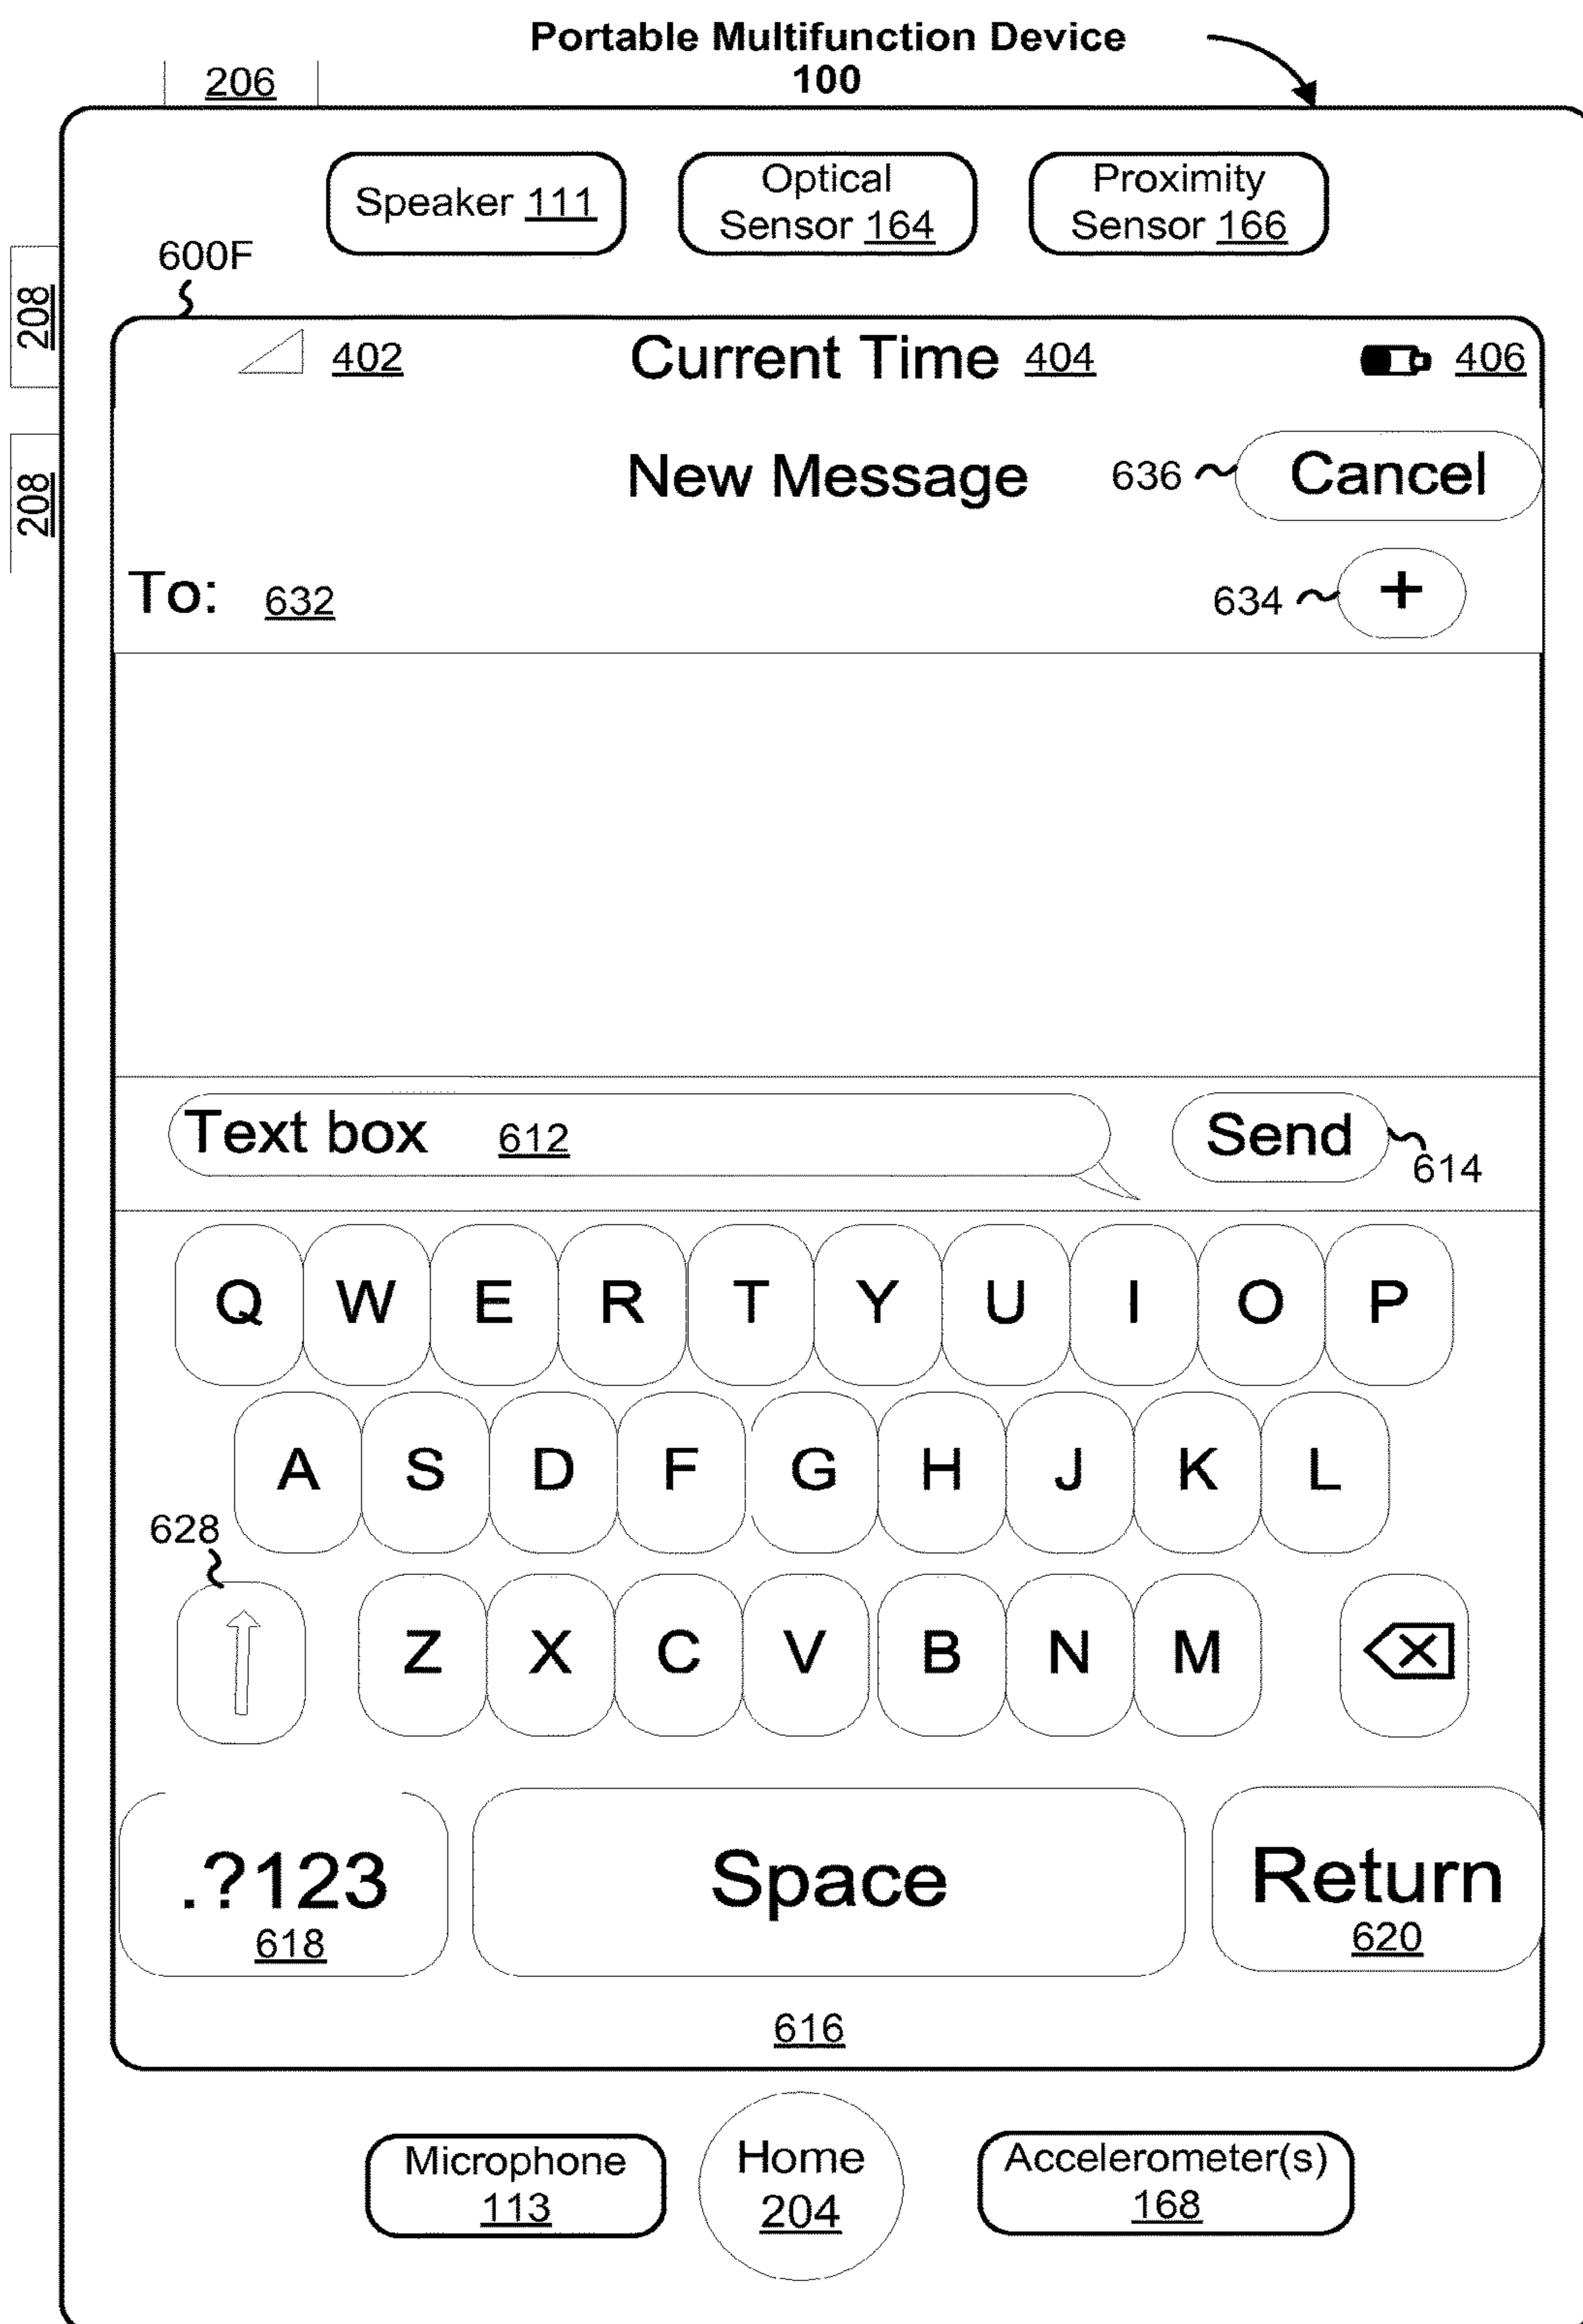 Portable Multifunction Device
100
206
Speaker 111
Optical
Sensor 164
Proximity
Sensor 166
600F
208
402
Current Time 404
406
208
New Message
636
Cancel
To: 632
634
+
Text box 612
Send
614
Q W E R T Y U I O P
A S D F G H J K L
628
Z X C V B N M
.?123
618
Space
Return
620
616
Microphone
113
Home
204
Accelerometer(s)
168